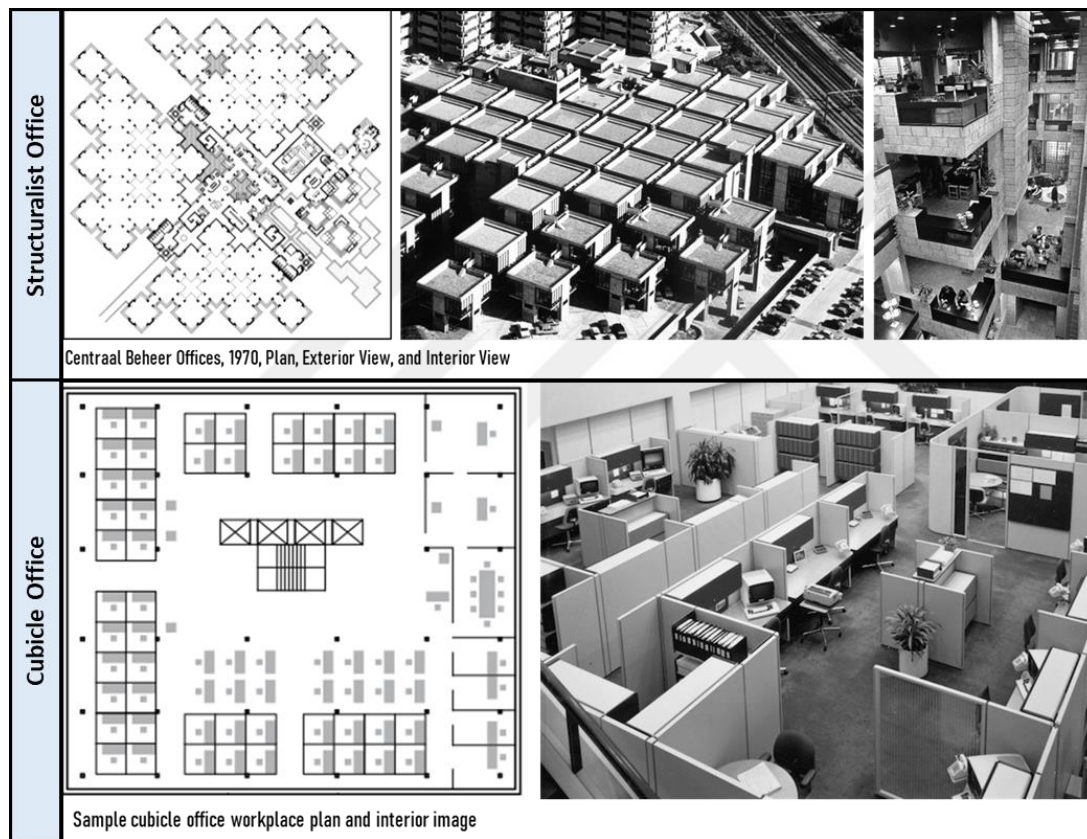 Structuralist Office
Centraal Beheer Offices, 1970, Plan, Exterior View, and Interior View
Cubicle Office
Sample cubicle office workplace plan and interior image